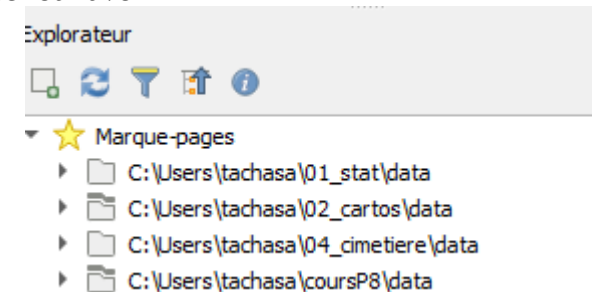 Explorateur
Marque-pages
C:\Users\tachasa\01_stat\data
C:\Users\tachasa\02_cartos\data
C:\Users\tachasa\04_cimetiere\data
C:\Users\tachasa\coursP8\data